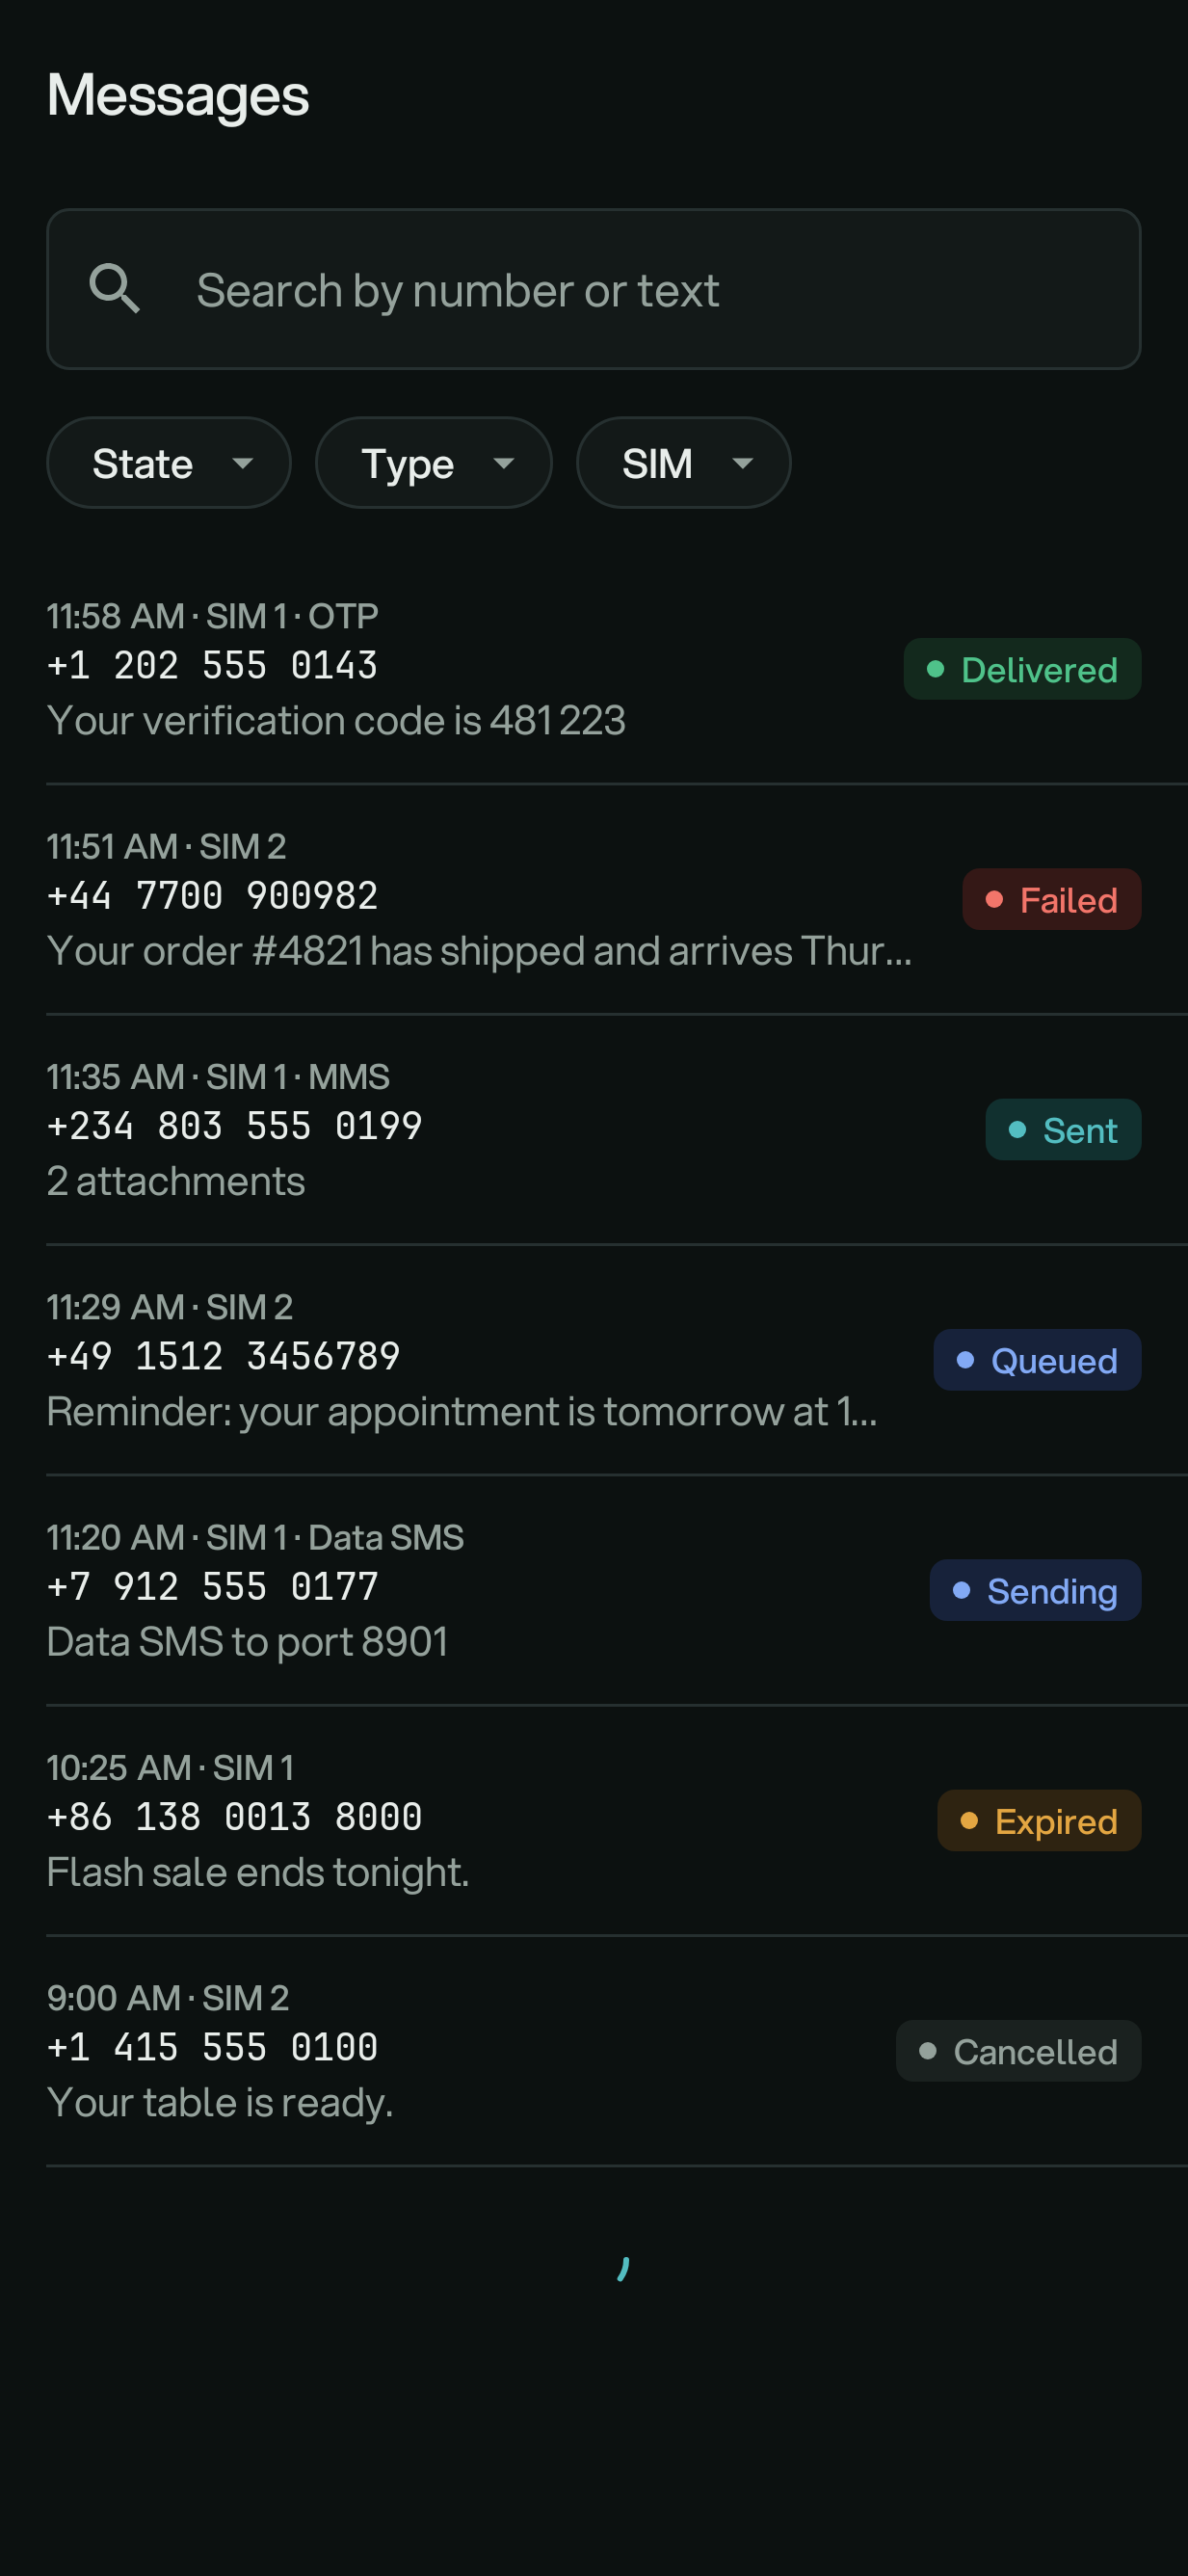 Messages
Search by number or text
State
Type
SIM
11:58 AM · SIM 1 · OTP
+1 202 555 0143
Delivered
Your verification code is 481 223
11:51 AM · SIM 2
+44 7700 900982
Failed
Your order #4821 has shipped and arrives Thur...
11:35 AM · SIM 1 · MMS
+234 803 555 0199
Sent
2 attachments
11:29 AM · SIM 2
+49 1512 3456789
Queued
Reminder: your appointment is tomorrow at 1...
11:20 AM · SIM 1 · Data SMS
+7 912 555 0177
Sending
Data SMS to port 8901
10:25 AM · SIM 1
+86 138 0013 8000
Expired
Flash sale ends tonight.
9:00 AM · SIM 2
+1 415 555 0100
Cancelled
Your table is ready.